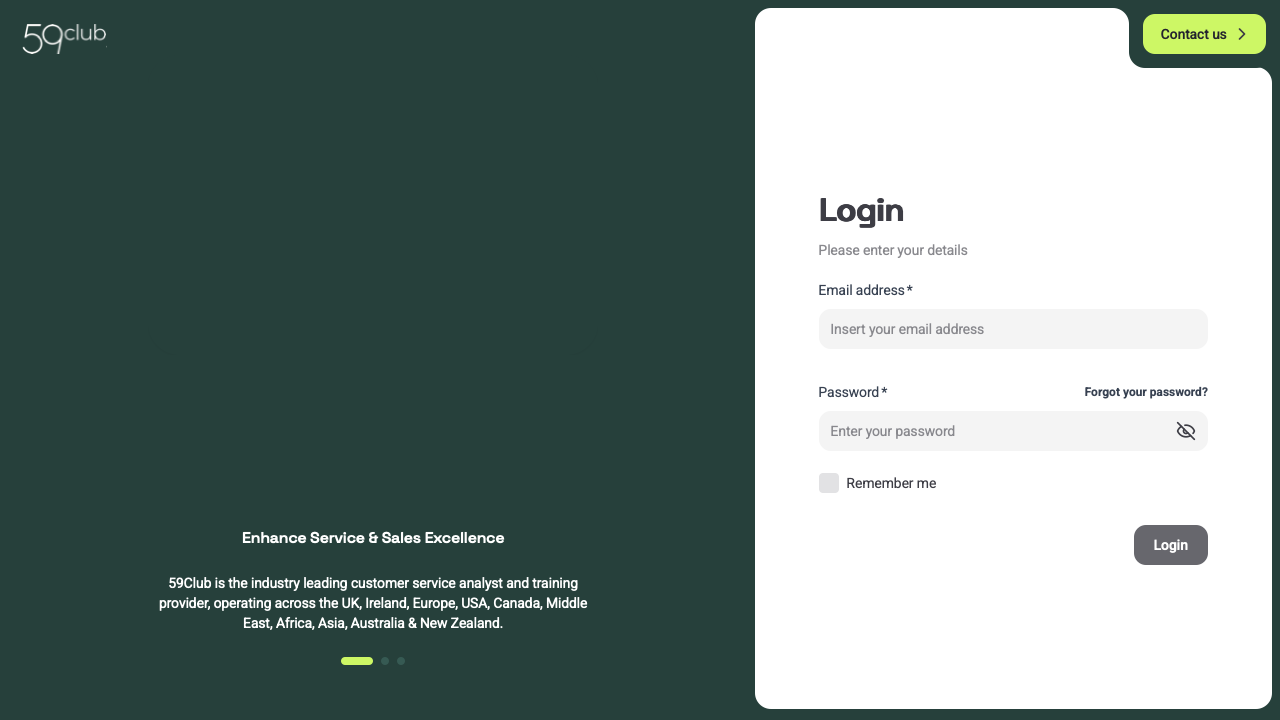 59club
Contact us
Login
Please enter your details
Email address*
Insert your email address
Password*
Forgot your password?
Enter your password
Remember me
Login
Enhance Service & Sales Excellence
59Club is the industry leading customer service analyst and training
provider, operating across the UK, Ireland, Europe, USA, Canada, Middle
East, Africa, Asia, Australia & New Zealand.